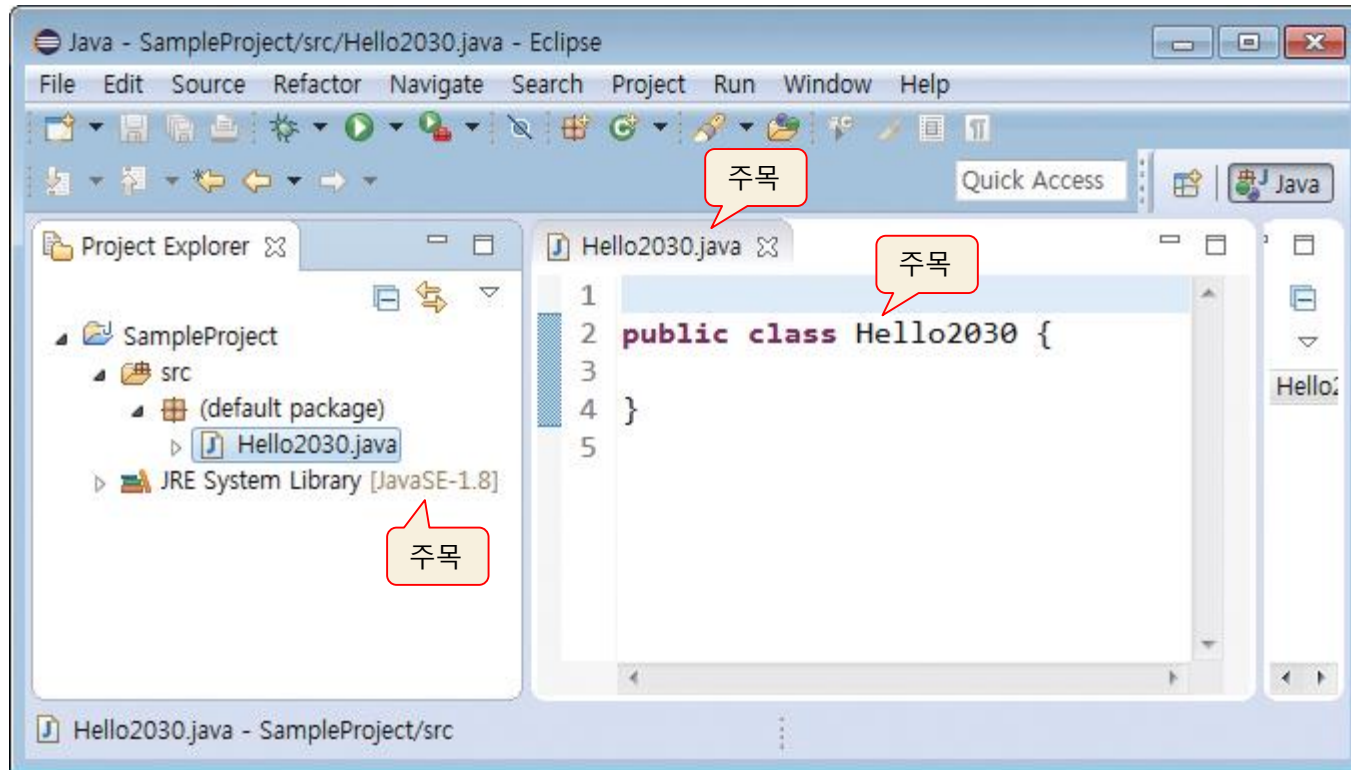 Java - SampleProject/src/Hello2030.java - Eclipse
File Edit Source Refactor Navigate Search Project Run Window Help
주목
Quick Access
Java
Project Explorer
Hello2030.java
주목
SampleProject
src
(default package)
Hello2030.java
JRE System Library [JavaSE-1.8]
주목
1
2 public class Hello2030 {
3
4 }
5
Hello2
Hello2030.java - SampleProject/src